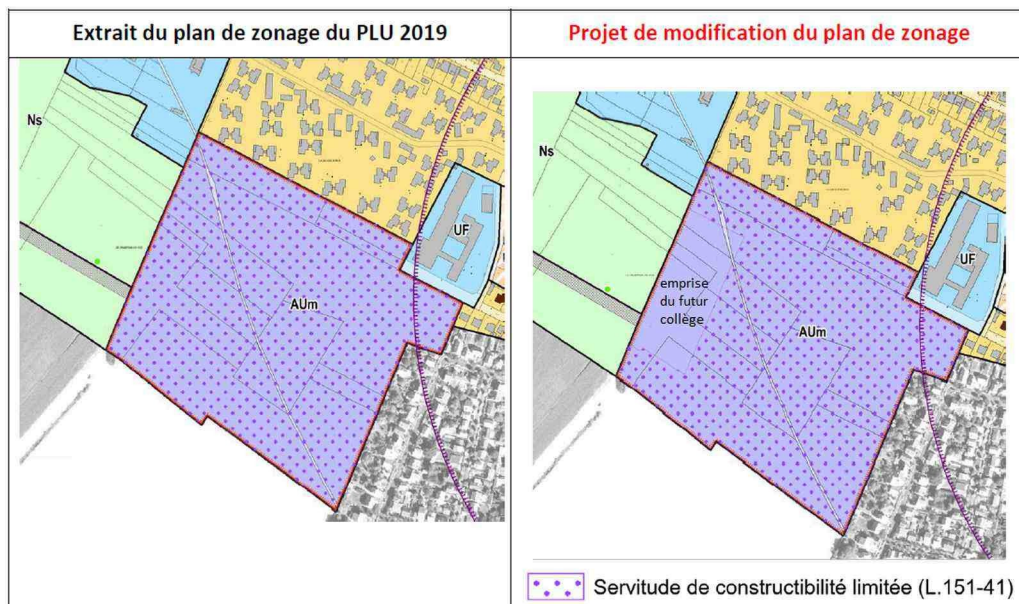 Extrait du plan de zonage du PLU 2019
Projet de modification du plan de zonage
Ns
UF
AUm
Ns
UF
emprise
du futur
collège
AUm
Servitude de constructibilité limitée (L.151-41)